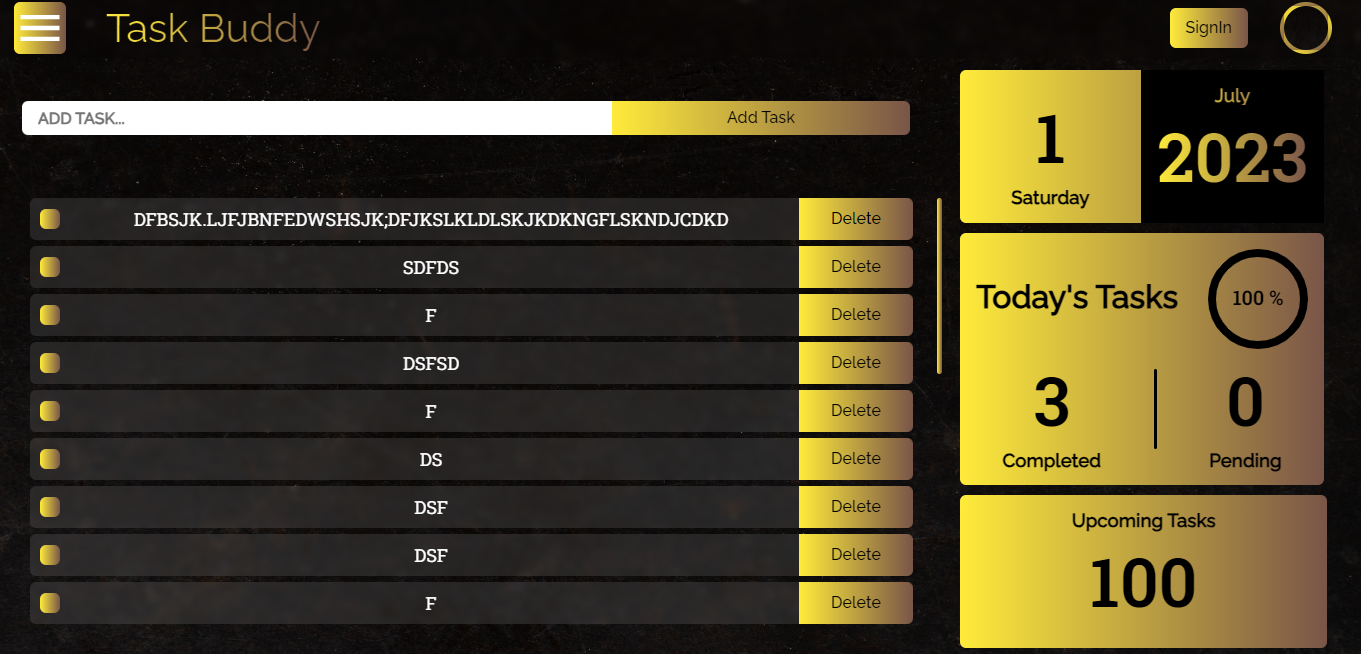 Task Buddy
SignIn
ADD TASK...
Add Task
DFBSJK.LJFJBNFEDWSHSJK;DFJKSLKLDLSKJKDKNGFLSKNDJCDKD
Delete
SDFDS
Delete
F
Delete
DSFSD
Delete
F
Delete
DS
Delete
DSF
Delete
DSF
Delete
F
Delete
1
Saturday
July
2023
Today's Tasks
100 %
3
Completed
0
Pending
Upcoming Tasks
100